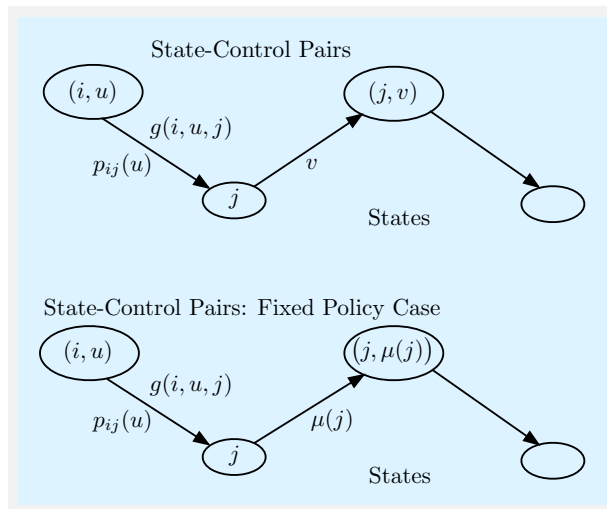 State-Control Pairs
(i, u)
(j, v)
g(i, u, j)
p_{ij}(u)
v
j
States
State-Control Pairs: Fixed Policy Case
(i, u)
(j, μ(j))
g(i, u, j)
p_{ij}(u)
μ(j)
j
States